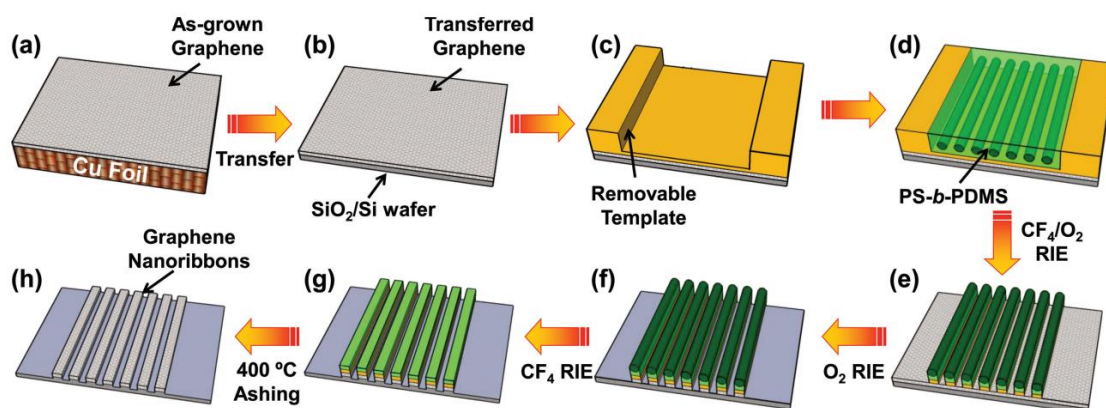 (a)
As-grown
Graphene
Cu Foil
Transfer
(b)
Transferred
Graphene
SiO₂/Si wafer
(c)
Removable
Template
(d)
PS-b-PDMS
CF₄/O₂
RIE
(e)
O₂ RIE
(f)
CF₄ RIE
(g)
400 ºC
Ashing
(h)
Graphene
Nanoribbons